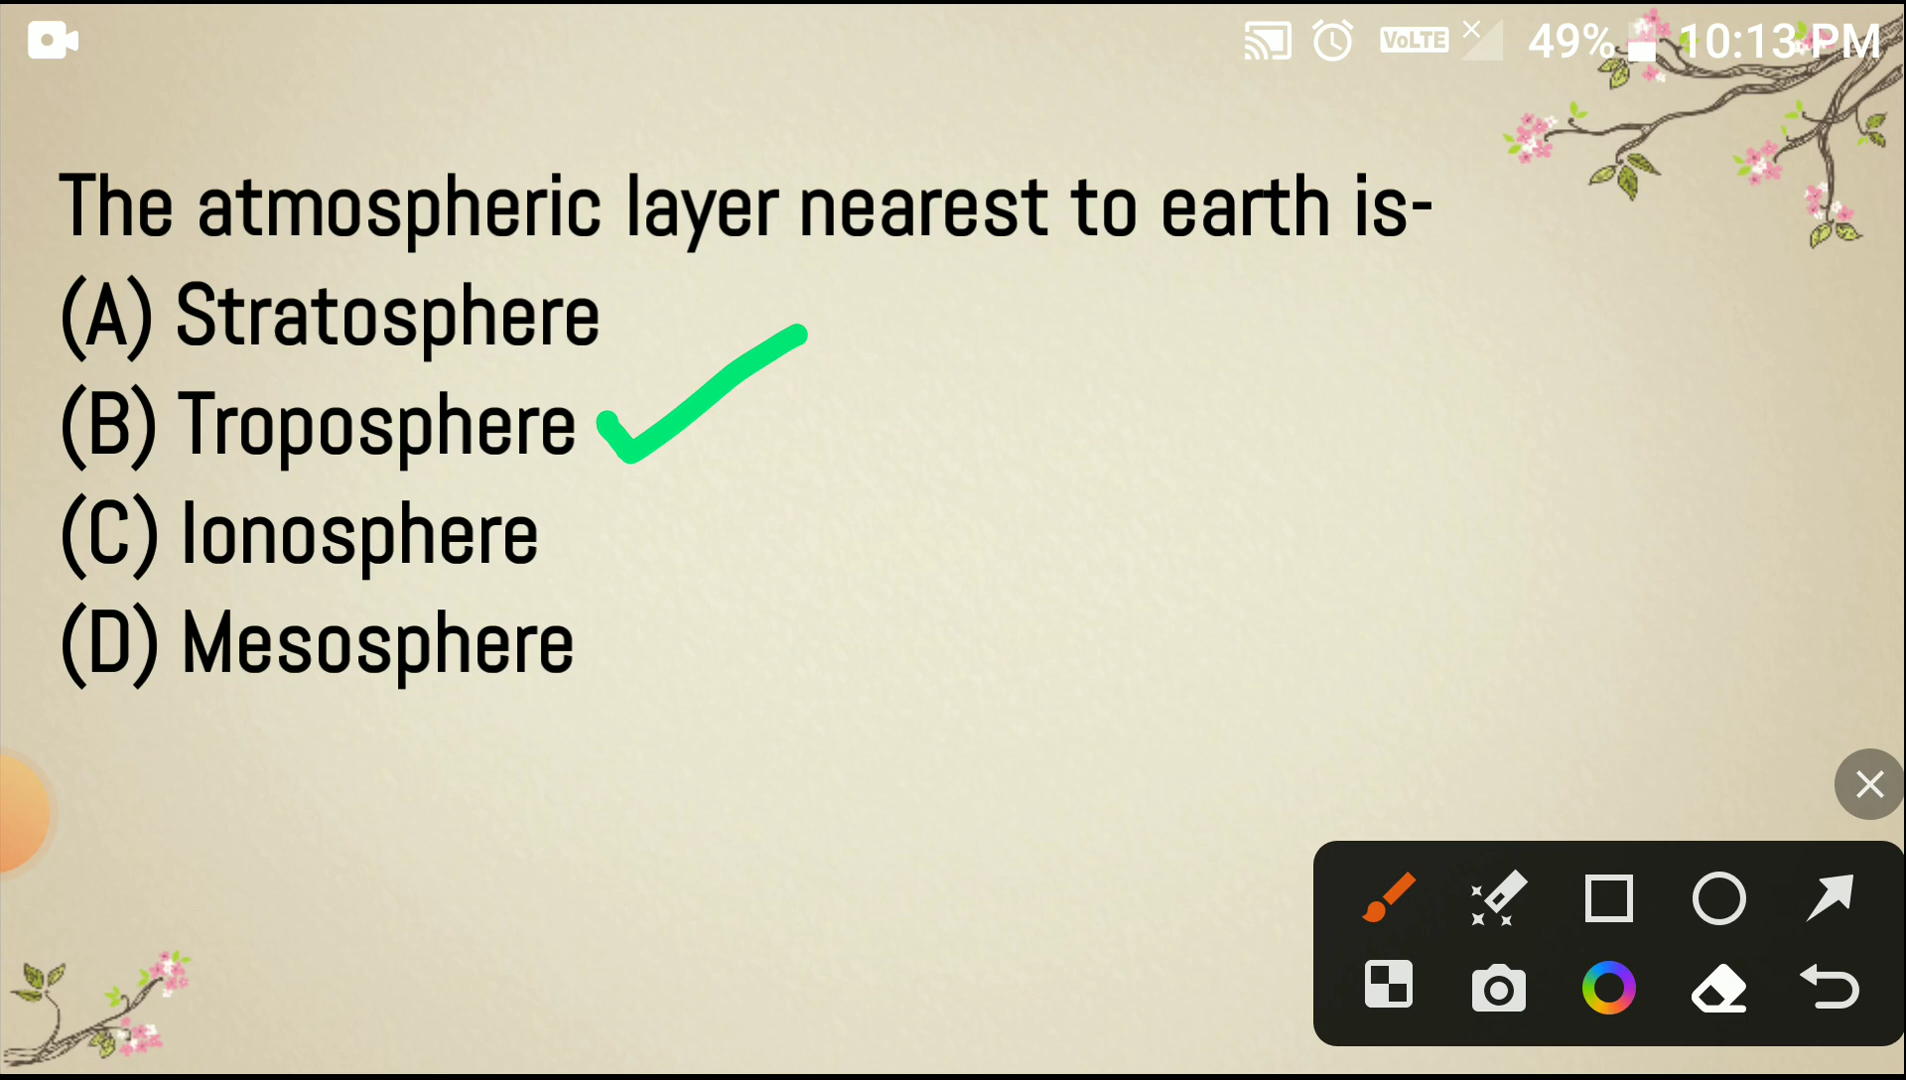 VoLTE 49% 10:13 PM
The atmospheric layer nearest to earth is-
(A) Stratosphere
(B) Troposphere
(C) Ionosphere
(D) Mesosphere